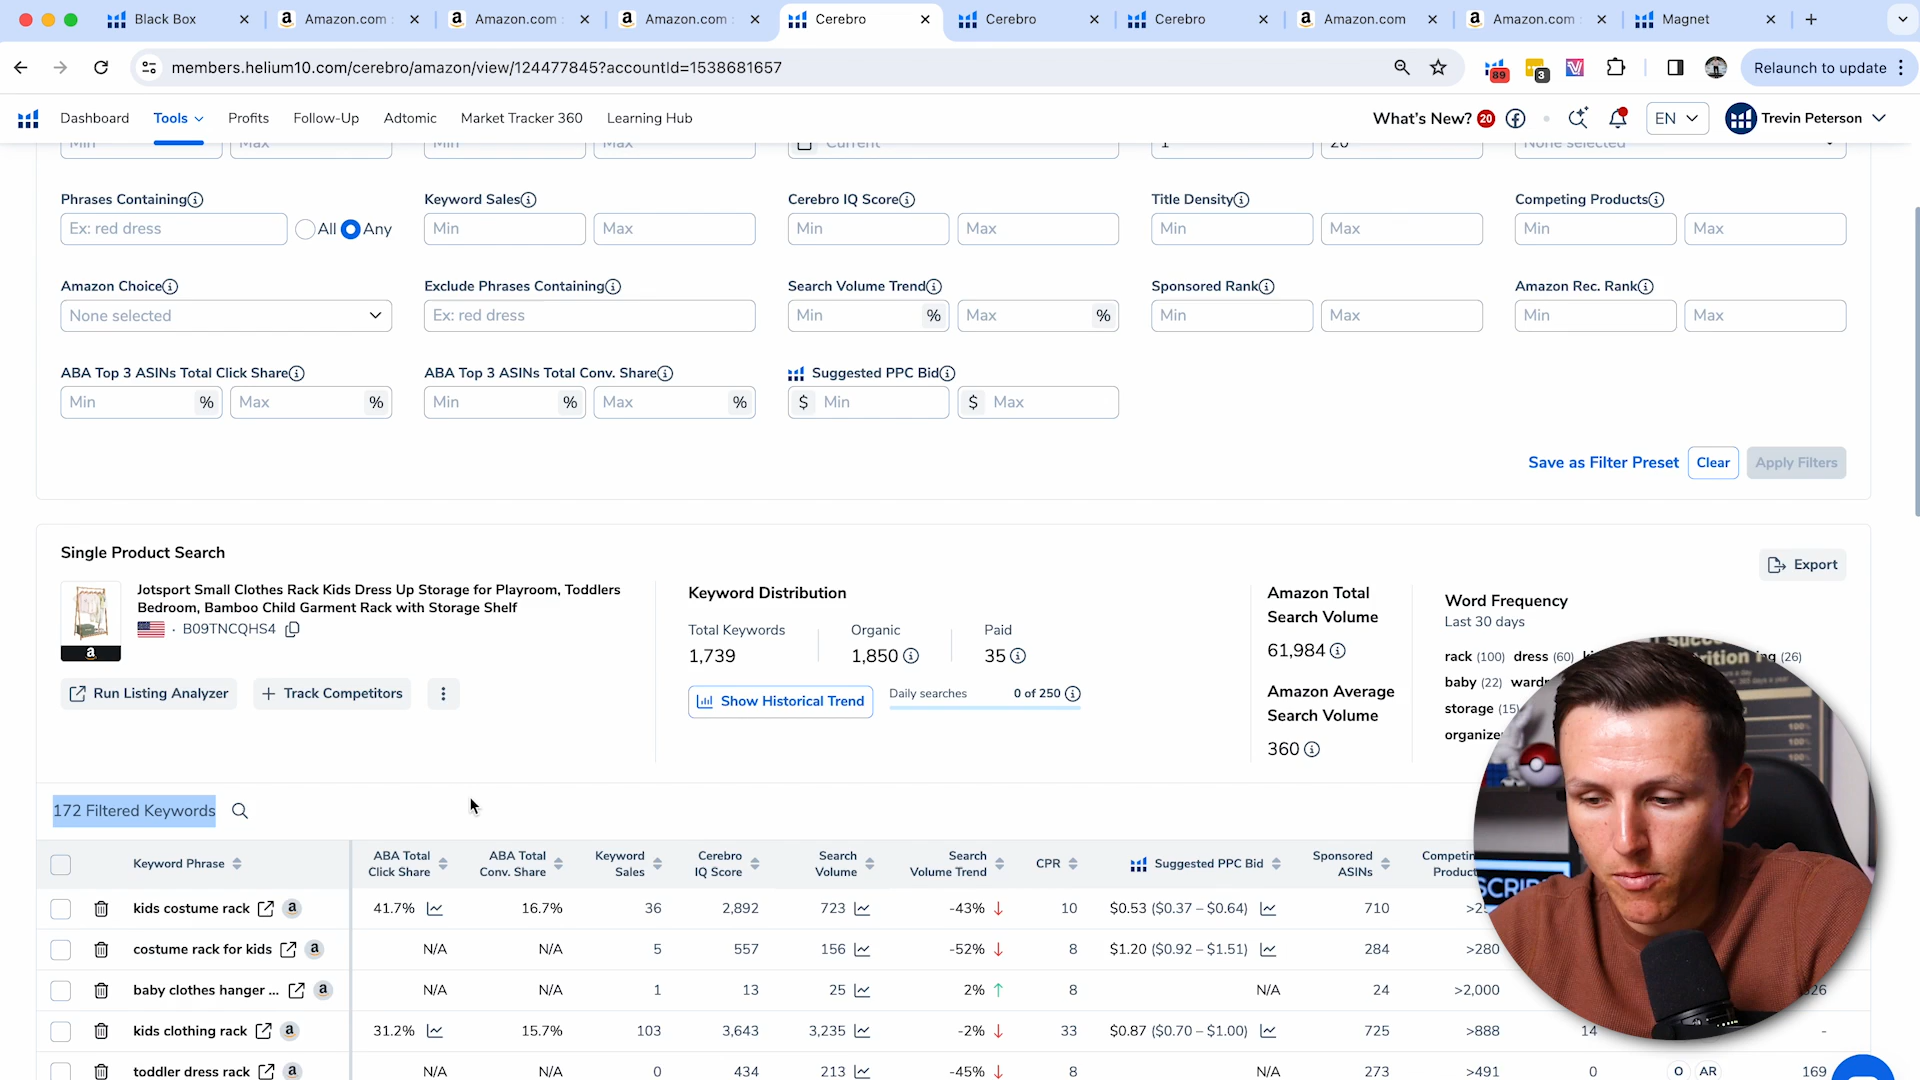 Black Box
Amazon.com :
Amazon.com :
Amazon.com :
Cerebro
Cerebro
Cerebro
Amazon.com
Amazon.com :
Magnet
members.helium10.com/cerebro/amazon/view/124477845?accountId=1538681657
89
3
Relaunch to update
Dashboard
Tools
Profits
Follow-Up
Adtomic
Market Tracker 360
Learning Hub
What's New? 20
EN
Trevin Peterson
Min Max Min Max Current 1 20 None selected
Phrases Containing Keyword Sales Cerebro IQ Score Title Density Competing Products
Ex: red dress All Any Min Max Min Max Min Max Min Max
Amazon Choice Exclude Phrases Containing Search Volume Trend Sponsored Rank Amazon Rec. Rank
None selected Ex: red dress Min % Max % Min Max Min Max
ABA Top 3 ASINs Total Click Share ABA Top 3 ASINs Total Conv. Share Suggested PPC Bid
Min % Max % Min % Max % $ Min $ Max
Save as Filter Preset Clear Apply Filters
Single Product Search
Export
Jotsport Small Clothes Rack Kids Dress Up Storage for Playroom, Toddlers
Bedroom, Bamboo Child Garment Rack with Storage Shelf
· B09TNCQHS4
Run Listing Analyzer
+ Track Competitors
Keyword Distribution
Total Keywords Organic Paid
1,739 1,850 35
Show Historical Trend
Daily searches 0 of 250
Amazon Total
Search Volume
61,984
Amazon Average
Search Volume
360
Word Frequency
Last 30 days
rack (100) dress (60)
(26)
baby (22)
storage (15)
172 Filtered Keywords
Keyword Phrase ABA Total Click Share ABA Total Conv. Share Keyword Sales Cerebro IQ Score Search Volume Search Volume Trend CPR Suggested PPC Bid Sponsored ASINs
kids costume rack 41.7% 16.7% 36 2,892 723 -43% 10 $0.53 ($0.37 – $0.64) 710
costume rack for kids N/A N/A 5 557 156 -52% 8 $1.20 ($0.92 – $1.51) 284 >280
baby clothes hanger ... N/A N/A 1 13 25 2% 8 N/A 24 >2,000
kids clothing rack 31.2% 15.7% 103 3,643 3,235 -2% 33 $0.87 ($0.70 – $1.00) 725 >888 14 -
toddler dress rack N/A N/A 0 434 213 -45% 8 N/A 273 >491 0 O AR 169